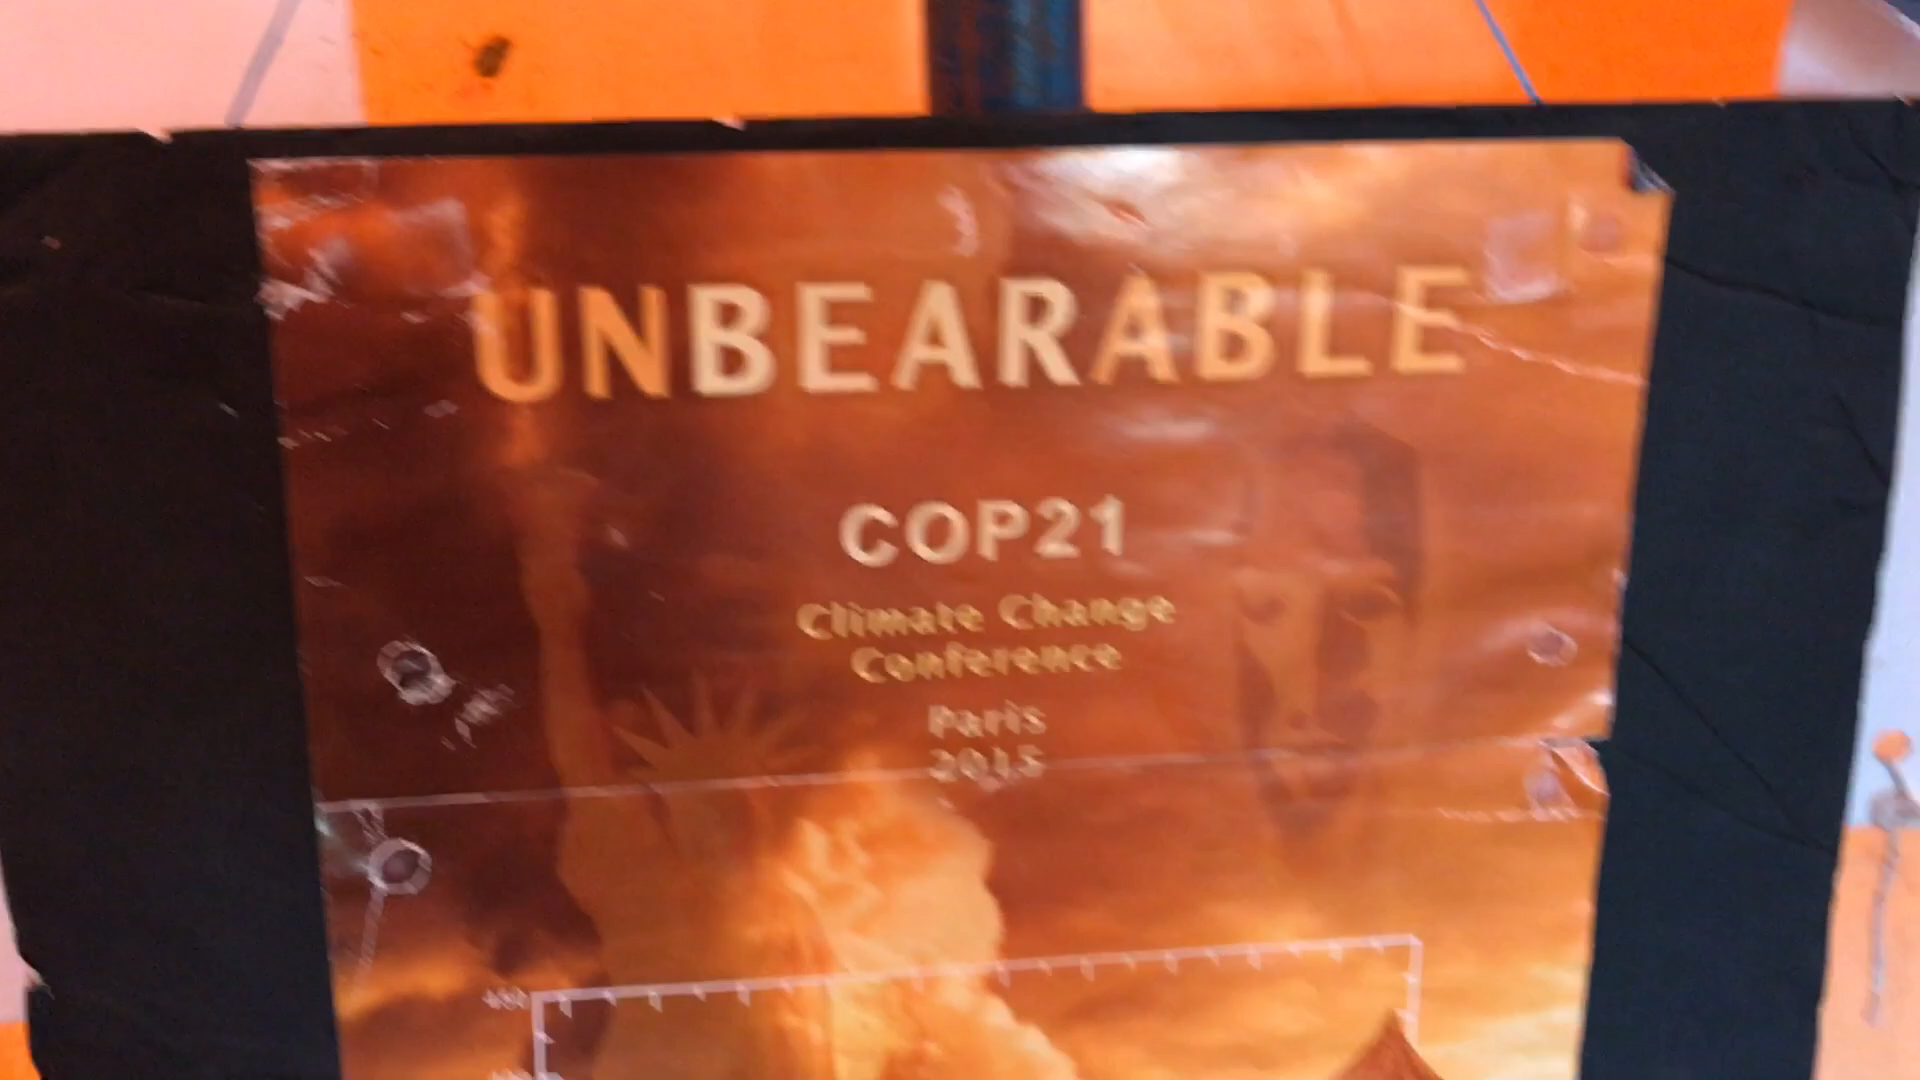 UNBEARABLE
COP21
Climate Change
Conference
Paris
2015